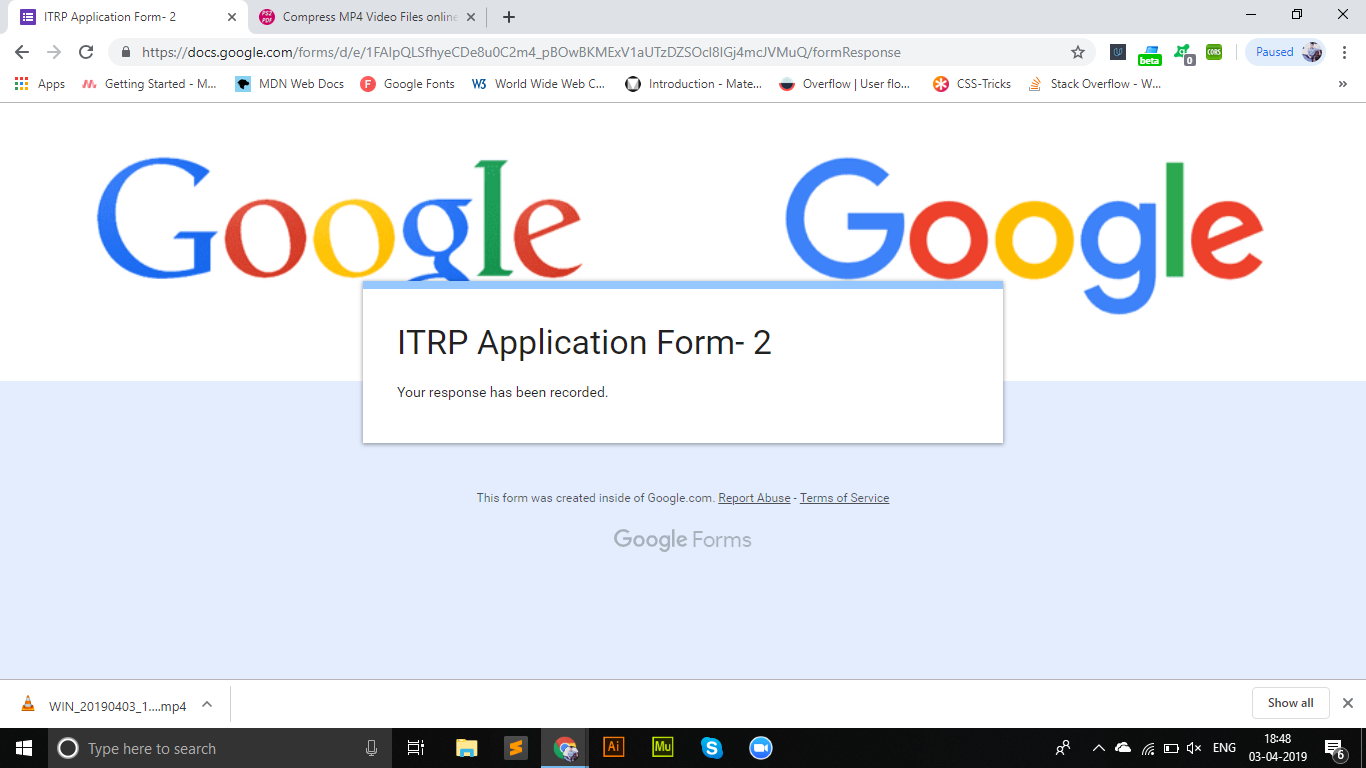 ITRP Application Form- 2
Compress MP4 Video Files online
https://docs.google.com/forms/d/e/1FAIpQLSfhyeCDe8u0C2m4_pBOwBKMExV1aUTzDZSOcl8IGj4mcJVMuQ/formResponse
beta
0
CORS
Paused
Apps
Getting Started - M...
MDN Web Docs
Google Fonts
World Wide Web C...
Introduction - Mate...
Overflow | User flo...
CSS-Tricks
Stack Overflow - W...
»
Google
Google
ITRP Application Form- 2
Your response has been recorded.
This form was created inside of Google.com. Report Abuse - Terms of Service
Google Forms
WIN_20190403_1....mp4
Show all
Type here to search
Ai
Mu
ENG
18:48
03-04-2019
6